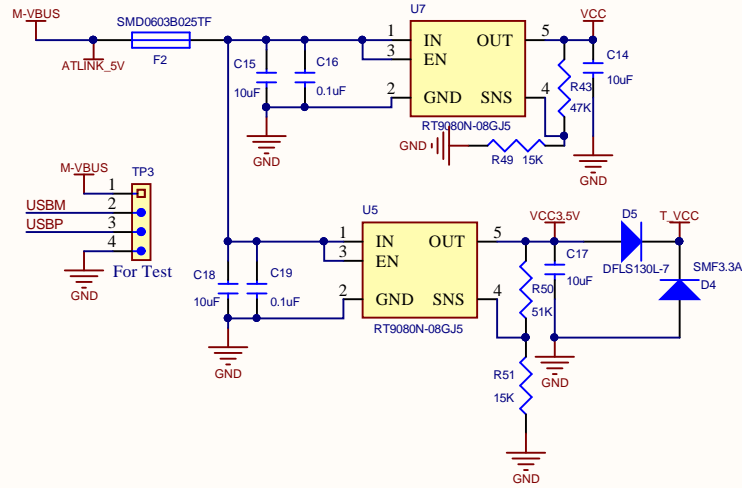 M-VBUS
SMD0603B025TF
F2
ATLINK_5V
C15
10uF
C16
0.1uF
U7
1
3
2
IN
EN
GND
OUT
SNS
5
4
RT9080N-08GJ5
VCC
C14
10uF
R43
47K
GND
R49 15K
GND
GND
M-VBUS
TP3
1
2
3
4
USBM
USBP
GND
For Test
U5
1
3
2
IN
EN
GND
OUT
SNS
5
4
RT9080N-08GJ5
C18
10uF
C19
0.1uF
GND
VCC3.5V
C17
10uF
R50
51K
GND
R51
15K
GND
D5
DFLS130L-7
T_VCC
SMF3.3A
D4